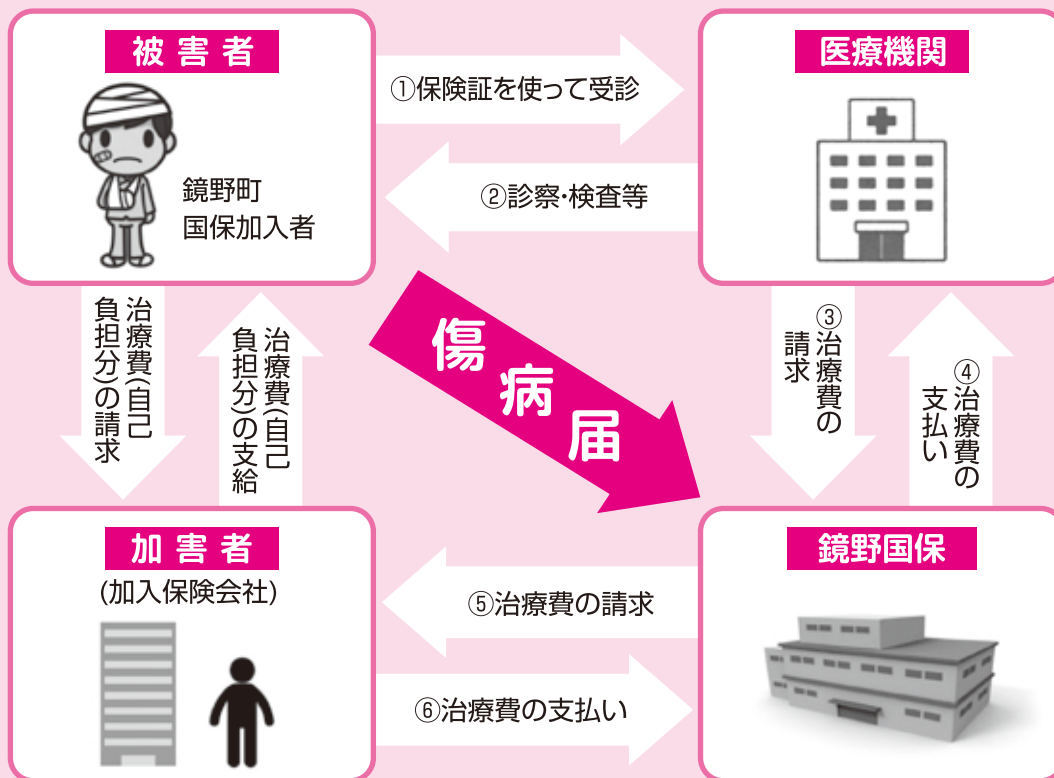 被害者
鏡野町
国保加入者
①保険証を使って受診
②診察・検査等
医療機関
治療費(自己
負担分)の請求
治療費(自己
負担分)の支給
傷病届
③治療費の
請求
④治療費の
支払い
加害者
(加入保険会社)
⑤治療費の請求
⑥治療費の支払い
鏡野国保